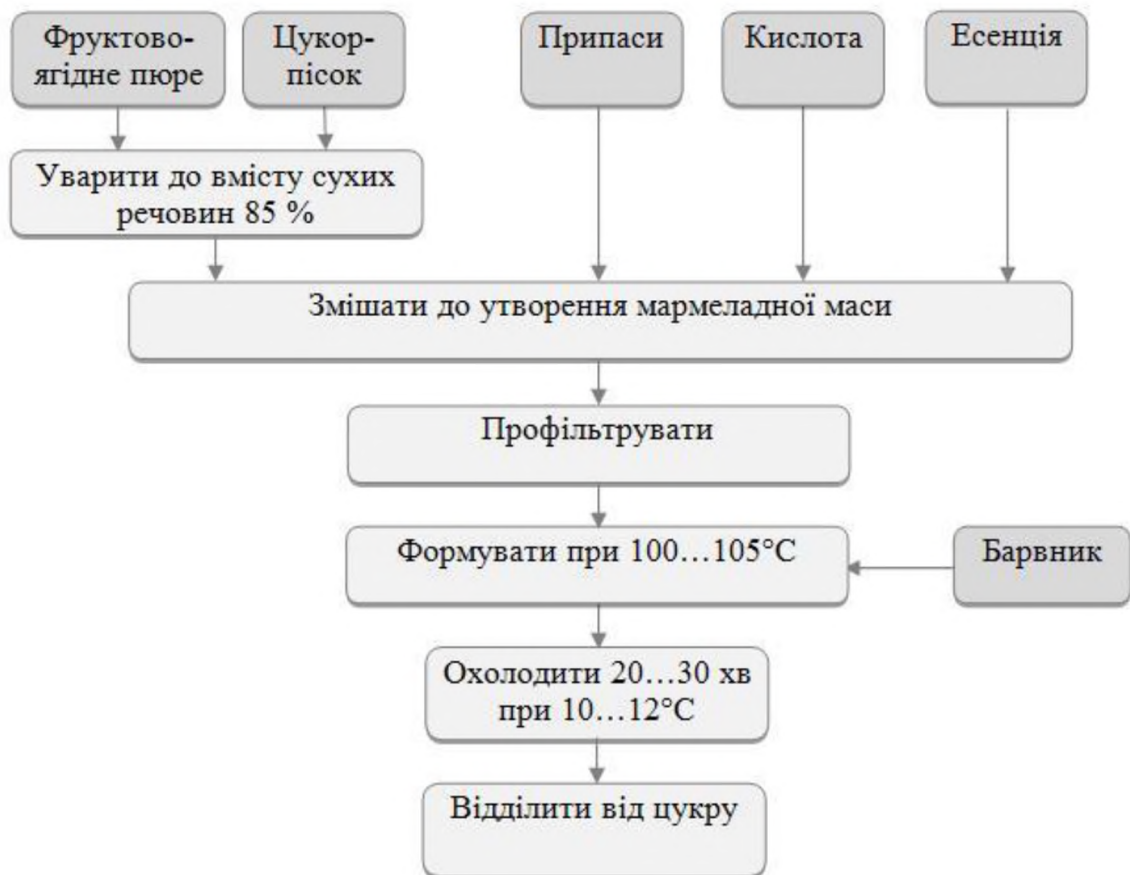 Фруктово-
ягідне пюре
Цукор-
пісок
Припаси
Кислота
Есенція
Уварити до вмісту сухих
речовин 85 %
Змішати до утворення мармеладної маси
Профільтрувати
Формувати при 100…105°С
Барвник
Охолодити 20…30 хв
при 10…12°С
Відділити від цукру